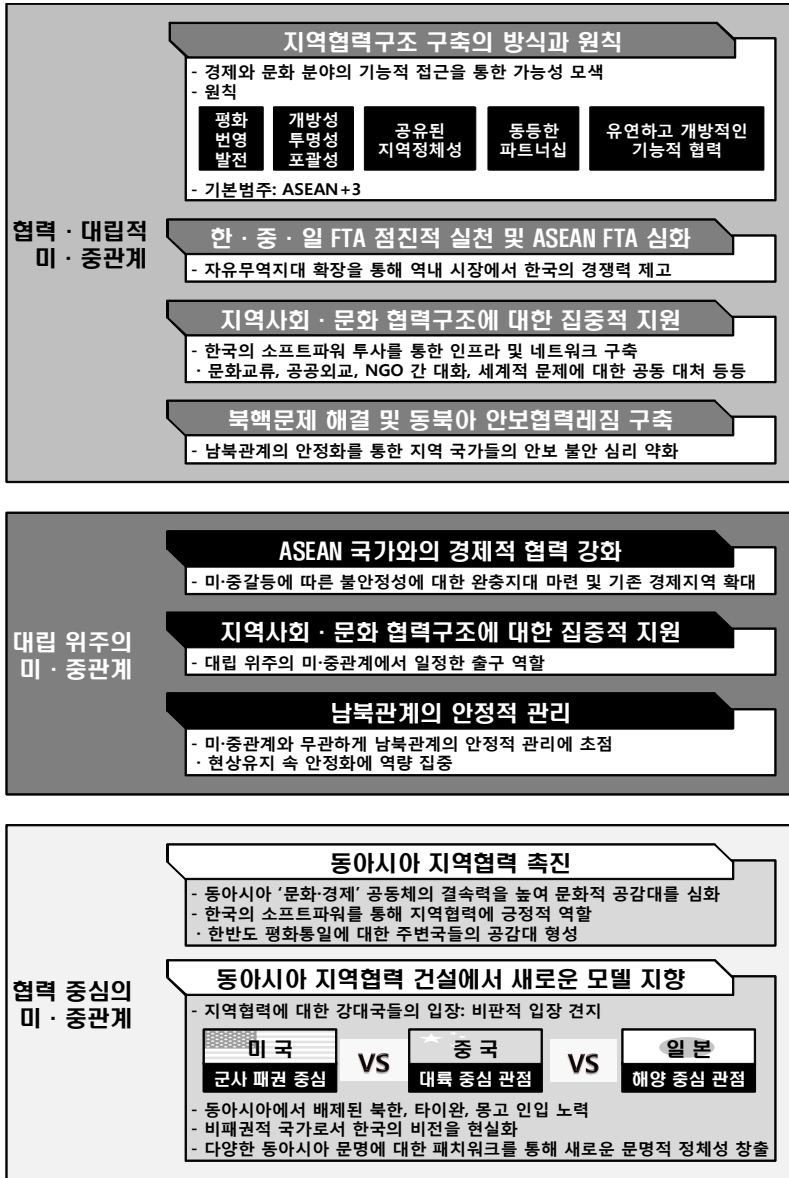 협력 · 대립적
미 · 중관계
지역협력구조 구축의 방식과 원칙
- 경제와 문화 분야의 기능적 접근을 통한 가능성 모색
- 원칙
평화
번영
발전
개방성
투명성
포괄성
공유된
지역정체성
동등한
파트너십
유연하고 개방적인
기능적 협력
- 기본범주: ASEAN+3
한 · 중 · 일 FTA 점진적 실천 및 ASEAN FTA 심화
- 자유무역지대 확장을 통해 역내 시장에서 한국의 경쟁력 제고
지역사회 · 문화 협력구조에 대한 집중적 지원
- 한국의 소프트파워 투사를 통한 인프라 및 네트워크 구축
· 문화교류, 공공외교, NGO 간 대화, 세계적 문제에 대한 공동 대처 등등
북핵문제 해결 및 동북아 안보협력레짐 구축
- 남북관계의 안정화를 통한 지역 국가들의 안보 불안 심리 약화
대립 위주의
미 · 중관계
ASEAN 국가와의 경제적 협력 강화
- 미·중갈등에 따른 불안정성에 대한 완충지대 마련 및 기존 경제지역 확대
지역사회 · 문화 협력구조에 대한 집중적 지원
- 대립 위주의 미·중관계에서 일정한 출구 역할
남북관계의 안정적 관리
- 미·중관계와 무관하게 남북관계의 안정적 관리에 초점
· 현상유지 속 안정화에 역량 집중
협력 중심의
미 · 중관계
동아시아 지역협력 촉진
- 동아시아 ‘문화·경제’ 공동체의 결속력을 높여 문화적 공감대를 심화
- 한국의 소프트파워를 통해 지역협력에 긍정적 역할
· 한반도 평화통일에 대한 주변국들의 공감대 형성
동아시아 지역협력 건설에서 새로운 모델 지향
- 지역협력에 대한 강대국들의 입장: 비판적 입장 견지
미 국
군사 패권 중심
VS
중 국
대륙 중심 관점
VS
일 본
해양 중심 관점
- 동아시아에서 배제된 북한, 타이완, 몽고 인입 노력
- 비패권적 국가로서 한국의 비전을 현실화
- 다양한 동아시아 문명에 대한 패치워크를 통해 새로운 문명적 정체성 창출